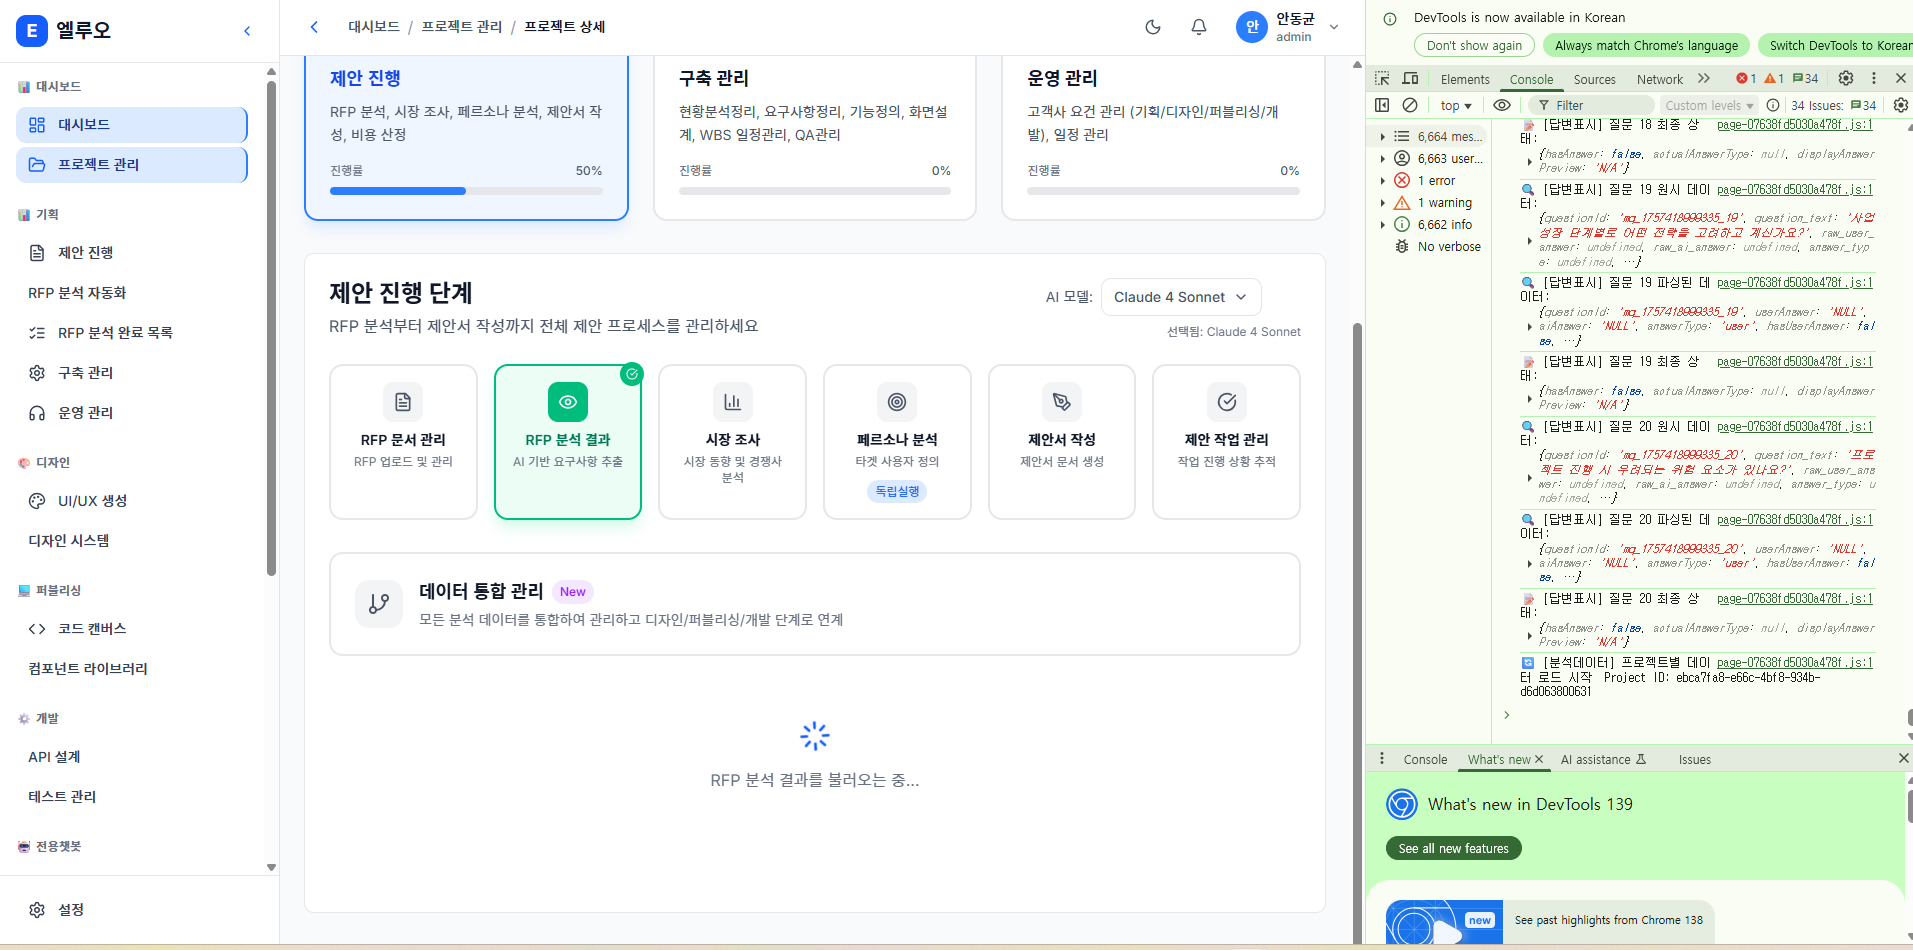 E 엘루오
대시보드
대시보드
프로젝트 관리
기획
제안 진행
RFP 분석 자동화
RFP 분석 완료 목록
구축 관리
운영 관리
디자인
UI/UX 생성
디자인 시스템
퍼블리싱
코드 캔버스
컴포넌트 라이브러리
개발
API 설계
테스트 관리
전용챗봇
설정
대시보드 / 프로젝트 관리 / 프로젝트 상세
안 안동균
admin
제안 진행
RFP 분석, 시장 조사, 페르소나 분석, 제안서 작
성, 비용 산정
진행률 50%
구축 관리
현황분석정리, 요구사항정리, 기능정의, 화면설
계, WBS 일정관리, QA관리
진행률 0%
운영 관리
고객사 요건 관리 (기획/디자인/퍼블리싱/개
발), 일정 관리
진행률 0%
제안 진행 단계
RFP 분석부터 제안서 작성까지 전체 제안 프로세스를 관리하세요
AI 모델: Claude 4 Sonnet
선택됨: Claude 4 Sonnet
RFP 문서 관리
RFP 업로드 및 관리
RFP 분석 결과
AI 기반 요구사항 추출
시장 조사
시장 동향 및 경쟁사
분석
페르소나 분석
타겟 사용자 정의
독립실행
제안서 작성
제안서 문서 생성
제안 작업 관리
작업 진행 상황 추적
데이터 통합 관리 New
모든 분석 데이터를 통합하여 관리하고 디자인/퍼블리싱/개발 단계로 연계
RFP 분석 결과를 불러오는 중...
DevTools is now available in Korean
Don't show again Always match Chrome's language Switch DevTools to Korean
Elements Console Sources Network 1 1 34
top Filter Custom levels 34 Issues: 34
6,664 mes...
6,663 user...
1 error
1 warning
6,662 info
No verbose
[답변표시] 질문 18 최종 상 page-07638fd5030a478f.js:1
태:
{hasAnswer: false, actualAnswerType: null, displayAnswer
Preview: 'N/A'}
[답변표시] 질문 19 원시 데이 page-07638fd5030a478f.js:1
터:
{questionId: 'mq_1757418999335_19', question_text: '사업
성장 단계별로 어떤 전략을 고려하고 계신가요?', raw_user_
answer: undefined, raw_ai_answer: undefined, answer_typ
e: undefined, …}
[답변표시] 질문 19 파싱된 데 page-07638fd5030a478f.js:1
이터:
{questionId: 'mq_1757418999335_19', userAnswer: 'NULL',
aiAnswer: 'NULL', answerType: 'user', hasUserAnswer: fal
se, …}
[답변표시] 질문 19 최종 상 page-07638fd5030a478f.js:1
태:
{hasAnswer: false, actualAnswerType: null, displayAnswer
Preview: 'N/A'}
[답변표시] 질문 20 원시 데이 page-07638fd5030a478f.js:1
터:
{questionId: 'mq_1757418999335_20', question_text: '프로
젝트 진행 시 우려되는 위험 요소가 있나요?', raw_user_ans
wer: undefined, raw_ai_answer: undefined, answer_type: u
ndefined, …}
[답변표시] 질문 20 파싱된 데 page-07638fd5030a478f.js:1
이터:
{questionId: 'mq_1757418999335_20', userAnswer: 'NULL',
aiAnswer: 'NULL', answerType: 'user', hasUserAnswer: fal
se, …}
[답변표시] 질문 20 최종 상 page-07638fd5030a478f.js:1
태:
{hasAnswer: false, actualAnswerType: null, displayAnswer
Preview: 'N/A'}
[분석데이터] 프로젝트별 데이 page-07638fd5030a478f.js:1
터 로드 시작 Project ID: ebca7fa8-e66c-4bf8-934b-
d6d063800631
Console What's new AI assistance Issues
What's new in DevTools 139
See all new features
new
See past highlights from Chrome 138